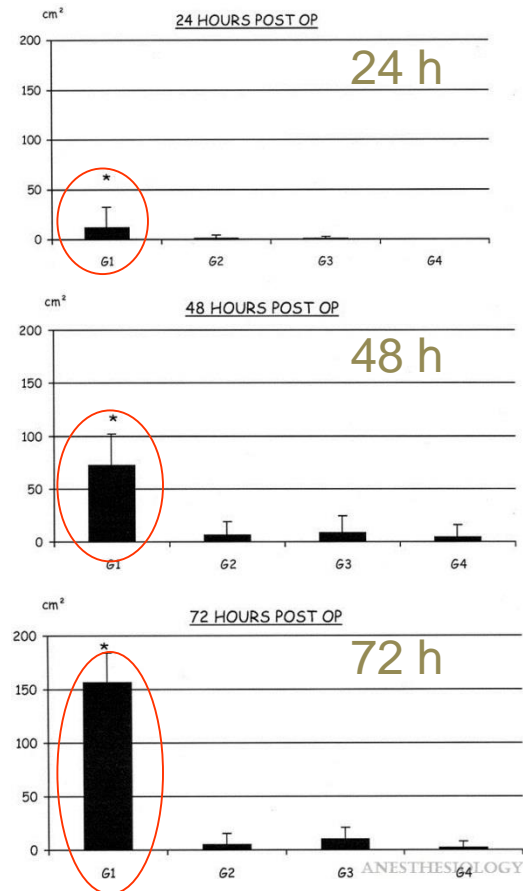 cm²
24 HOURS POST OP
24 h
200
150
100
50
0
*
G1 G2 G3 G4
cm²
48 HOURS POST OP
48 h
200
150
100
50
0
*
G1 G2 G3 G4
cm²
72 HOURS POST OP
72 h
200
150
100
50
0
*
G1 G2 G3 G4
ANESTHESIOLOGY